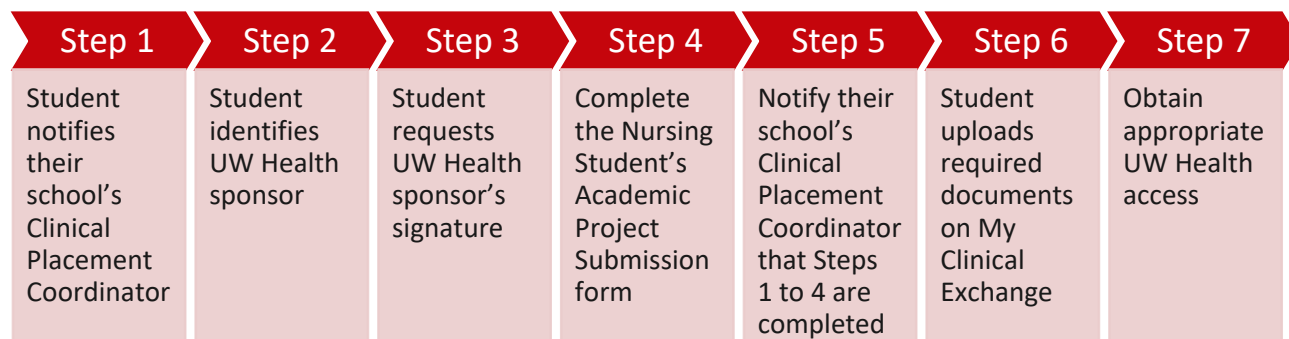 Step 1
Student
notifies
their
school’s
Clinical
Placement
Coordinator
Step 2
Student
identifies
UW Health
sponsor
Step 3
Student
requests
UW Health
sponsor’s
signature
Step 4
Complete
the Nursing
Student’s
Academic
Project
Submission
form
Step 5
Notify their
school’s
Clinical
Placement
Coordinator
that Steps
1 to 4 are
completed
Step 6
Student
uploads
required
documents
on My
Clinical
Exchange
Step 7
Obtain
appropriate
UW Health
access